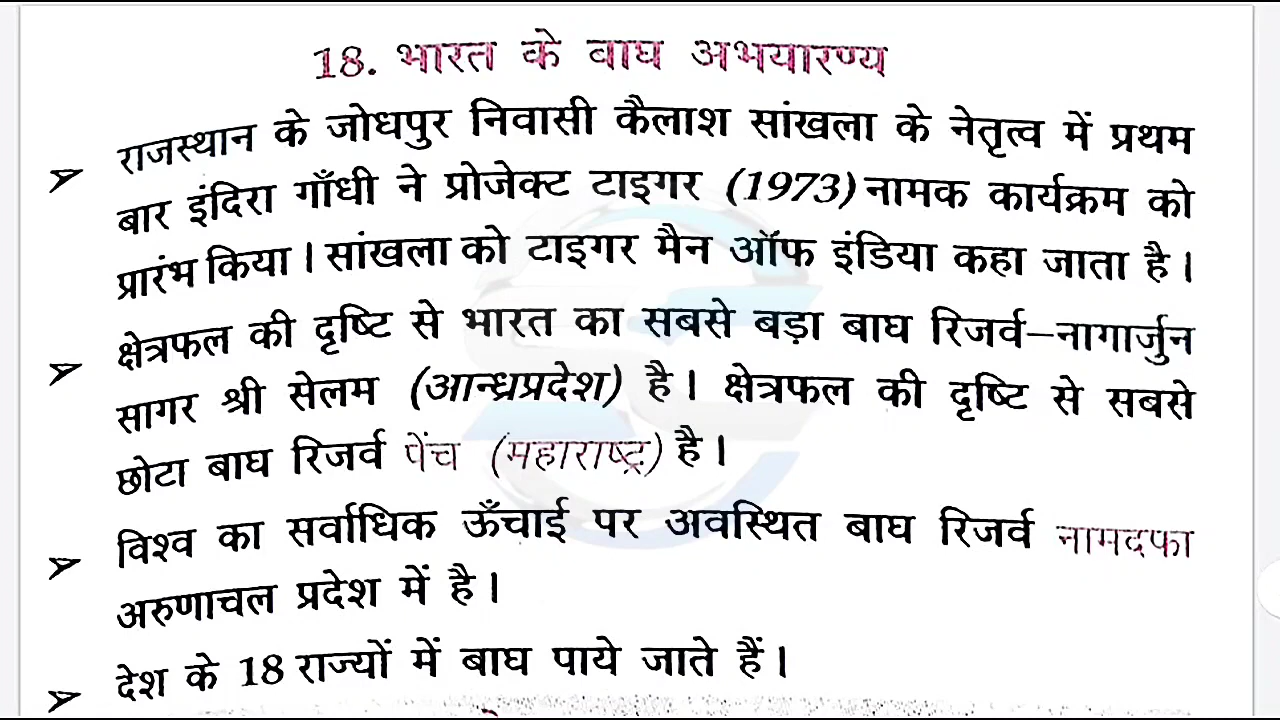 18. भारत के वाघ अभयारण्य
➢ राजस्थान के जोधपुर निवासी कैलाश सांखला के नेतृत्व में प्रथम
बार इंदिरा गाँधी ने प्रोजेक्ट टाइगर (1973) नामक कार्यक्रम को
प्रारंभ किया। सांखला को टाइगर मैन ऑफ इंडिया कहा जाता है।
➢ क्षेत्रफल की दृष्टि से भारत का सबसे बड़ा बाघ रिजर्व–नागार्जुन
सागर श्री सेलम (आन्ध्रप्रदेश) है। क्षेत्रफल की दृष्टि से सबसे
छोटा बाघ रिजर्व पेंच (महाराष्ट्र) है।
➢ विश्व का सर्वाधिक ऊँचाई पर अवस्थित बाघ रिजर्व नामदफा
अरुणाचल प्रदेश में है।
➢ देश के 18 राज्यों में बाघ पाये जाते हैं।